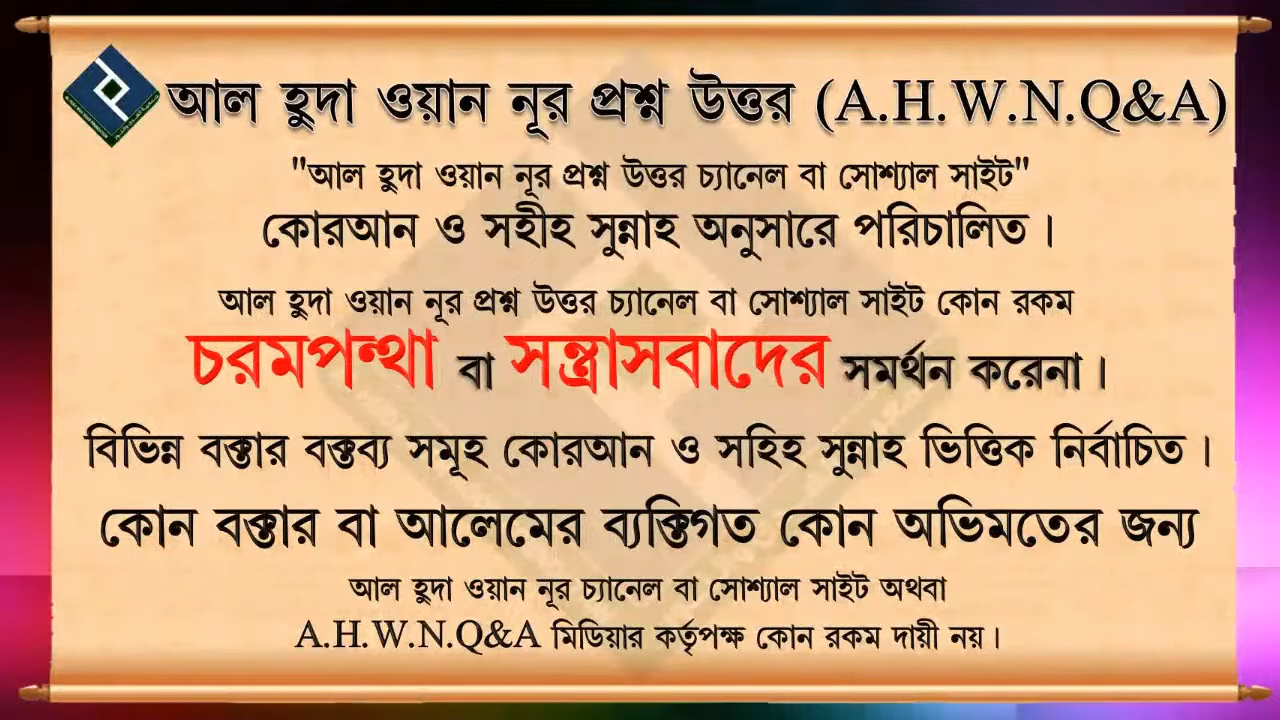 আল হুদা ওয়ান নূর প্রশ্ন উত্তর (A.H.W.N.Q&A)
"আল হুদা ওয়ান নূর প্রশ্ন উত্তর চ্যানেল বা সোশ্যাল সাইট"
কোরআন ও সহীহ সুন্নাহ অনুসারে পরিচালিত।
আল হুদা ওয়ান নূর প্রশ্ন উত্তর চ্যানেল বা সোশ্যাল সাইট কোন রকম
চরমপন্থা বা সন্ত্রাসবাদের সমর্থন করেনা।
বিভিন্ন বক্তার বক্তব্য সমূহ কোরআন ও সহিহ সুন্নাহ ভিত্তিক নির্বাচিত।
কোন বক্তার বা আলেমের ব্যক্তিগত কোন অভিমতের জন্য
আল হুদা ওয়ান নূর চ্যানেল বা সোশ্যাল সাইট অথবা
A.H.W.N.Q&A মিডিয়ার কর্তৃপক্ষ কোন রকম দায়ী নয়।